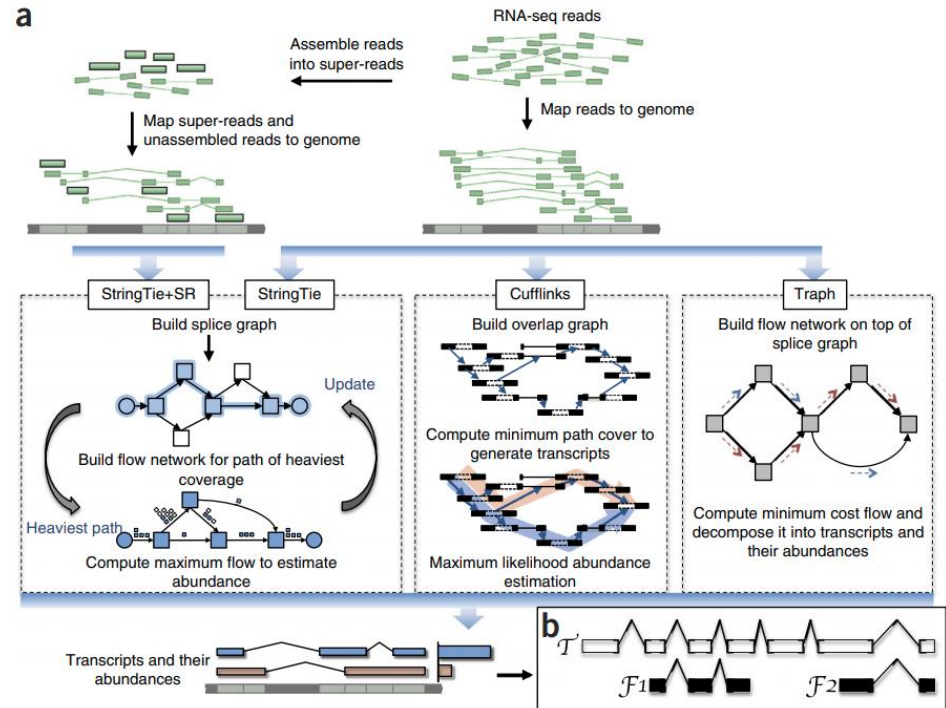 a
RNA-seq reads
Assemble reads
into super-reads
Map super-reads and
unassembled reads to genome
Map reads to genome
StringTie+SR
StringTie
Cufflinks
Traph
Build splice graph
Update
Build flow network for path of heaviest
coverage
Heaviest path
Compute maximum flow to estimate
abundance
Build overlap graph
Compute minimum path cover to
generate transcripts
Maximum likelihood abundance
estimation
Build flow network on top of
splice graph
Compute minimum cost flow and
decompose it into transcripts and
their abundances
Transcripts and their
abundances
b
T
F1
F2